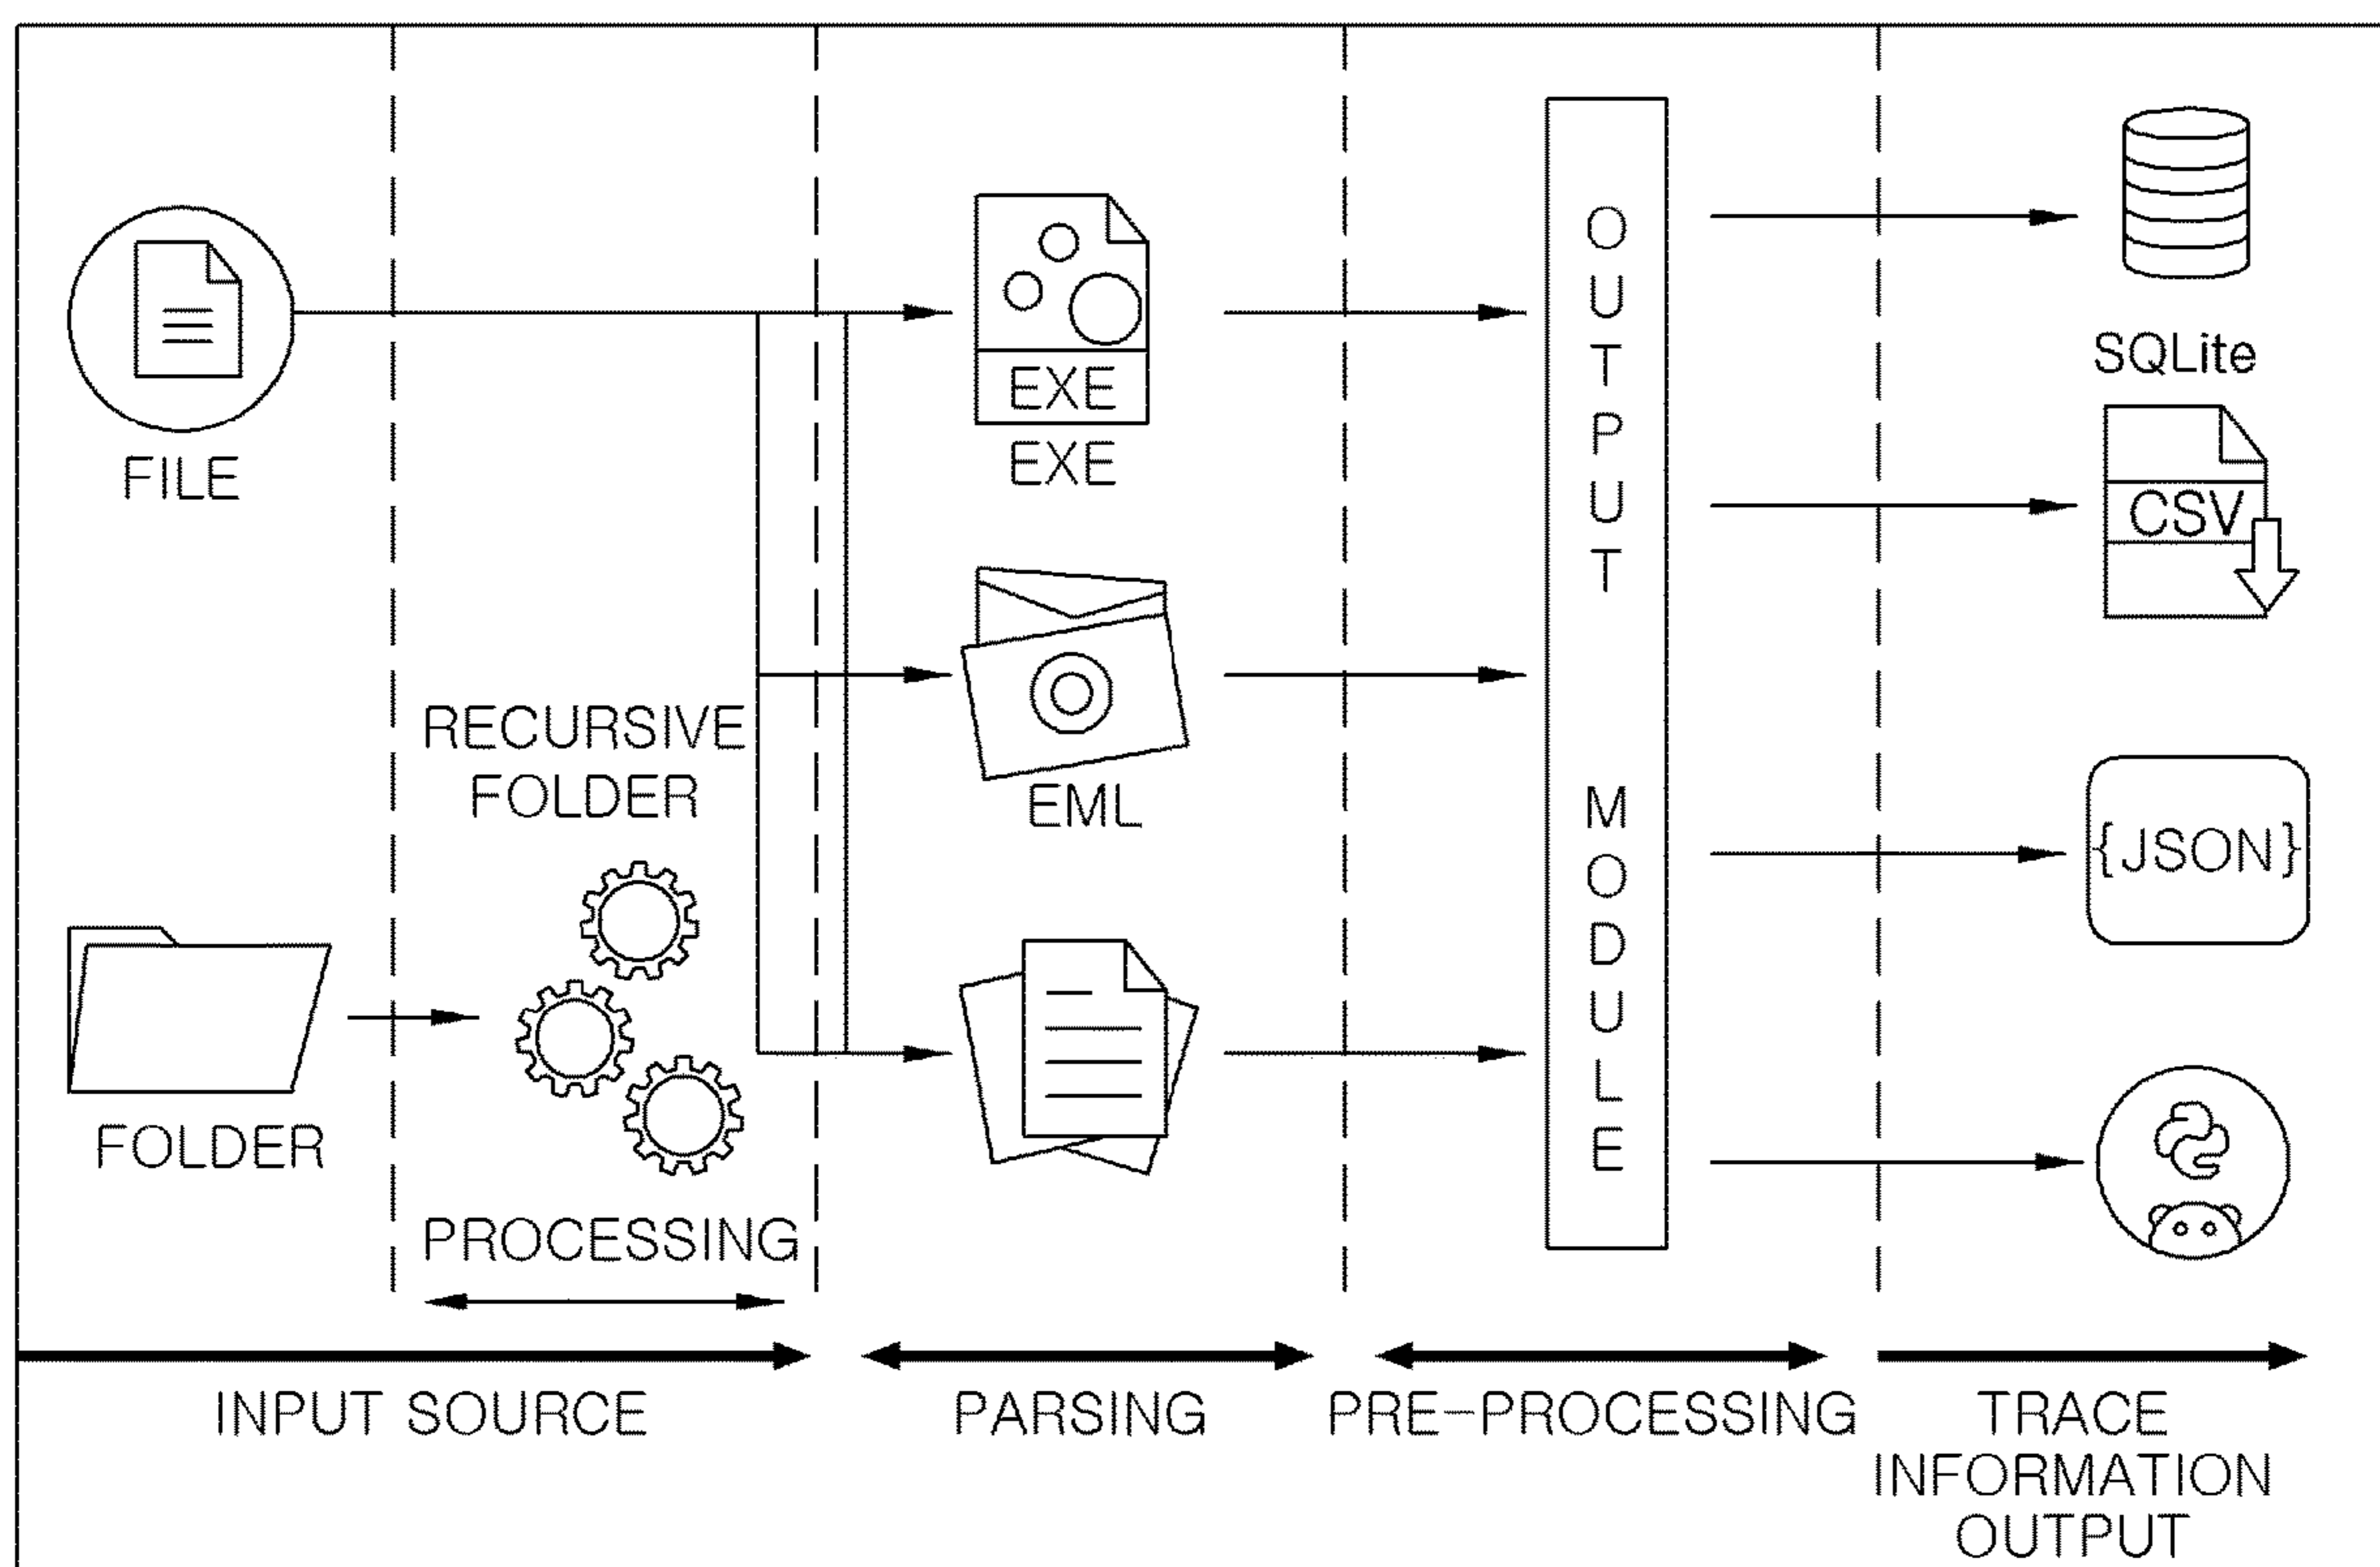 FILE
RECURSIVE
FOLDER
FOLDER
PROCESSING
EXE
EXE
EML
OUTPUT MODULE
SQLite
CSV
{JSON}
INPUT SOURCE
PARSING
PRE-PROCESSING
TRACE
INFORMATION
OUTPUT